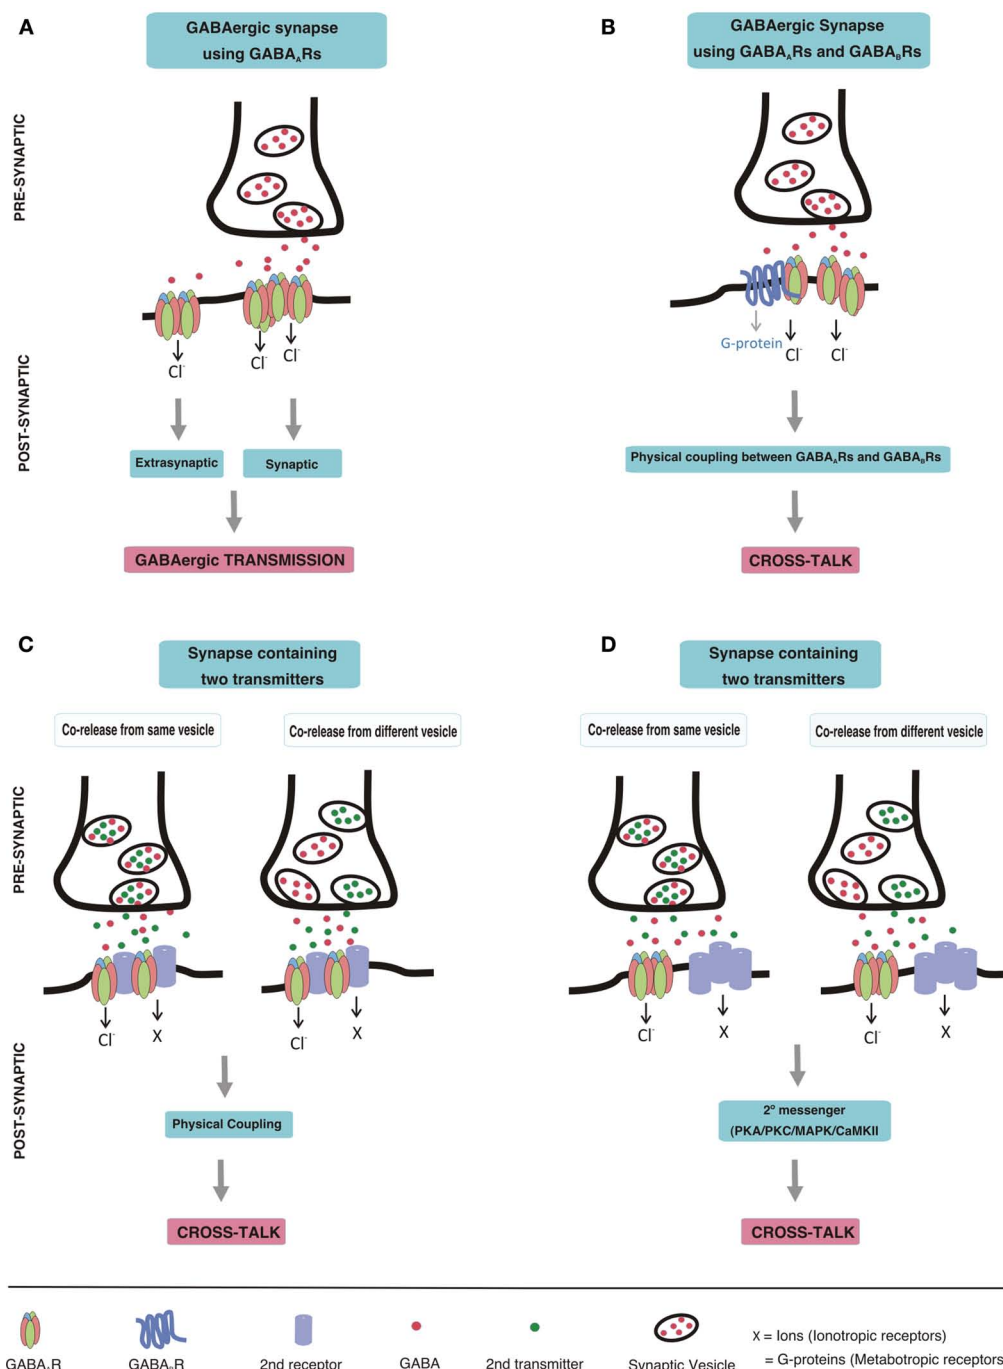 A
GABAergic synapse
using GABAARs
PRE-SYNAPTIC
POST-SYNAPTIC
Cl-
Cl-
Cl-
Extrasynaptic
Synaptic
GABAergic TRANSMISSION
B
GABAergic Synapse
using GABAARs and GABABRs
G-protein
Cl-
Cl-
Physical coupling between GABAARs and GABABRs
CROSS-TALK
C
Synapse containing
two transmitters
Co-release from same vesicle
Co-release from different vesicle
PRE-SYNAPTIC
POST-SYNAPTIC
Cl-
X
Cl-
X
Physical Coupling
CROSS-TALK
D
Synapse containing
two transmitters
Co-release from same vesicle
Co-release from different vesicle
Cl-
X
Cl-
X
2° messenger
(PKA/PKC/MAPK/CaMKII
CROSS-TALK
GABAAR
GABABR
2nd receptor
GABA
2nd transmitter
Synaptic Vesicle
X = Ions (Ionotropic receptors)
= G-proteins (Metabotropic receptors